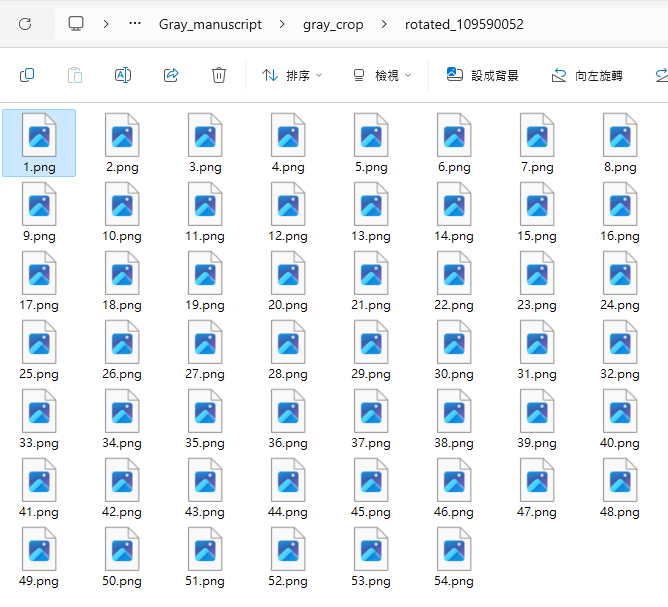 Gray_manuscript > gray_crop > rotated_109590052
排序 檢視 設成背景 向左旋轉
1.png 2.png 3.png 4.png 5.png 6.png 7.png 8.png
9.png 10.png 11.png 12.png 13.png 14.png 15.png 16.png
17.png 18.png 19.png 20.png 21.png 22.png 23.png 24.png
25.png 26.png 27.png 28.png 29.png 30.png 31.png 32.png
33.png 34.png 35.png 36.png 37.png 38.png 39.png 40.png
41.png 42.png 43.png 44.png 45.png 46.png 47.png 48.png
49.png 50.png 51.png 52.png 53.png 54.png